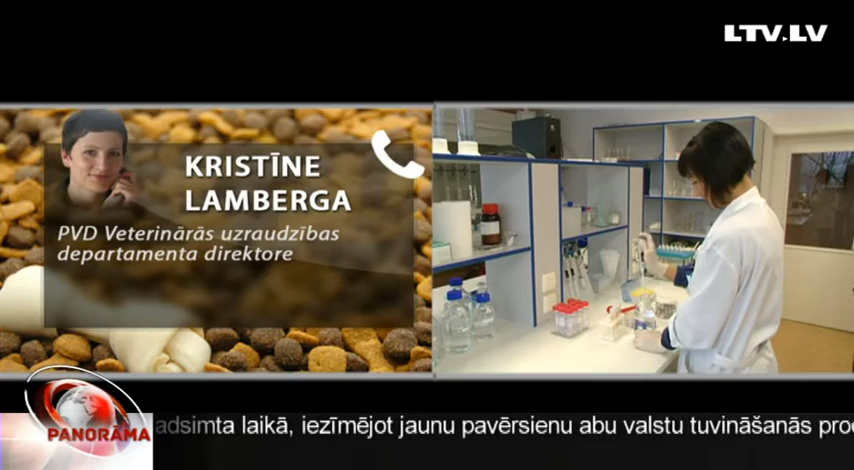 LTV.LV
KRISTĪNE
LAMBERGA
PVD Veterinārās uzraudzības
departamenta direktore
PANORĀMA
adsimta laikā, iezīmējot jaunu pavērsienu abu valstu tuvināšanās pro